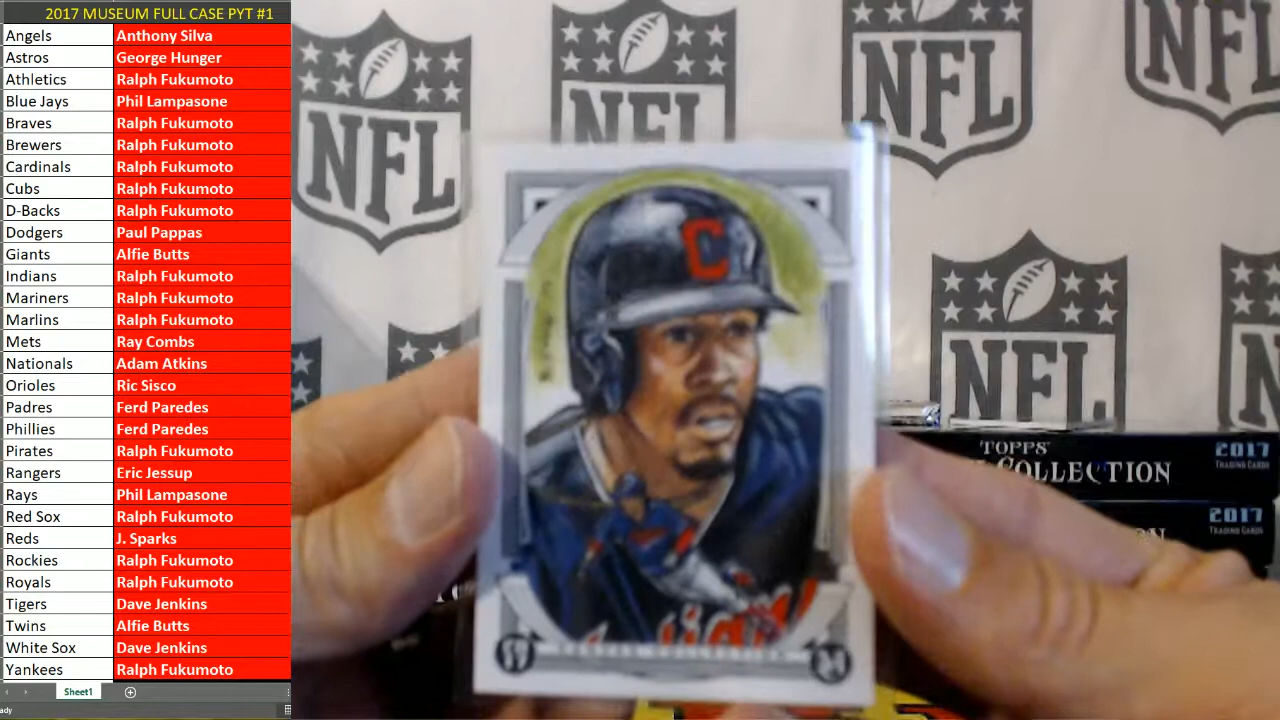 2017 MUSEUM FULL CASE PYT #1
Angels Anthony Silva
Astros George Hunger
Athletics Ralph Fukumoto
Blue Jays Phil Lampasone
Braves Ralph Fukumoto
Brewers Ralph Fukumoto
Cardinals Ralph Fukumoto
Cubs Ralph Fukumoto
D-Backs Ralph Fukumoto
Dodgers Paul Pappas
Giants Alfie Butts
Indians Ralph Fukumoto
Mariners Ralph Fukumoto
Marlins Ralph Fukumoto
Mets Ray Combs
Nationals Adam Atkins
Orioles Ric Sisco
Padres Ferd Paredes
Phillies Ferd Paredes
Pirates Ralph Fukumoto
Rangers Eric Jessup
Rays Phil Lampasone
Red Sox Ralph Fukumoto
Reds J. Sparks
Rockies Ralph Fukumoto
Royals Ralph Fukumoto
Tigers Dave Jenkins
Twins Alfie Butts
White Sox Dave Jenkins
Yankees Ralph Fukumoto
Sheet1
ady
NFL
NFL
NFL
NFL
NFL
C
TOPPS
COLLECTION
2017
TRADING CARDS
2017
TRADING CARDS
M